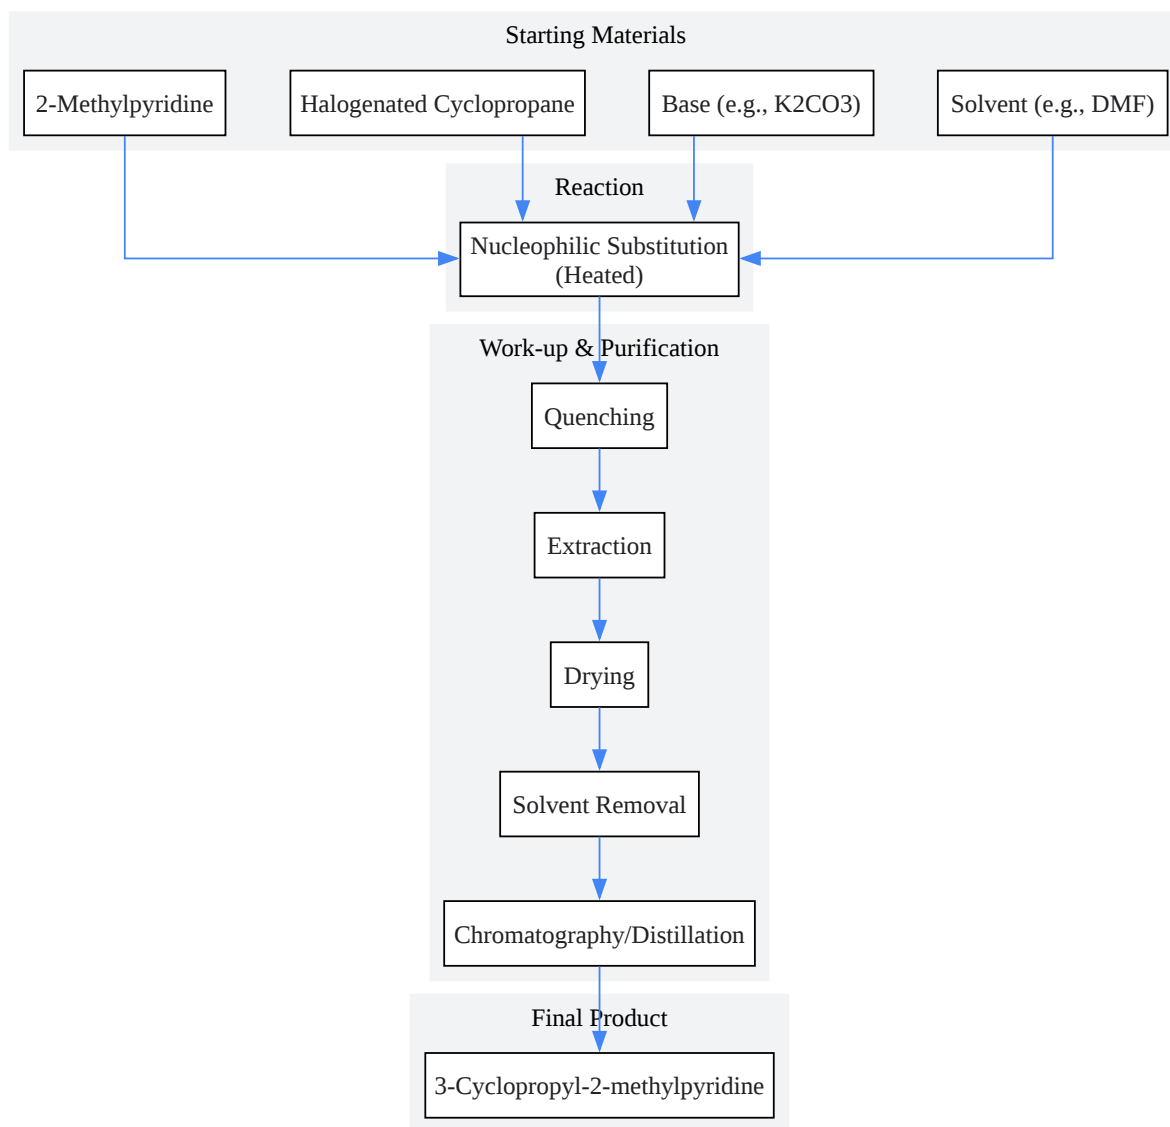 Starting Materials
2-Methylpyridine
Halogenated Cyclopropane
Base (e.g., K2CO3)
Solvent (e.g., DMF)
Reaction
Nucleophilic Substitution
(Heated)
Work-up & Purification
Quenching
Extraction
Drying
Solvent Removal
Chromatography/Distillation
Final Product
3-Cyclopropyl-2-methylpyridine